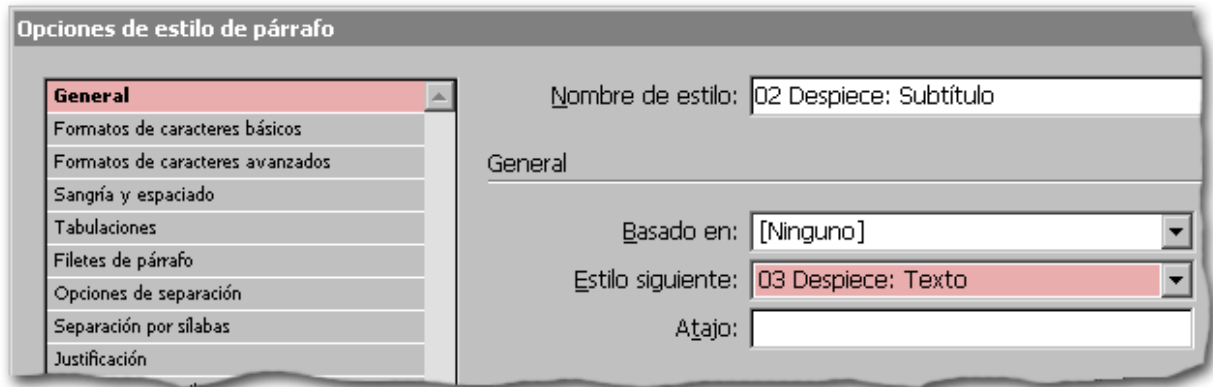 Opciones de estilo de párrafo
General
Formatos de caracteres básicos
Formatos de caracteres avanzados
Sangría y espaciado
Tabulaciones
Filetes de párrafo
Opciones de separación
Separación por sílabas
Justificación
Nombre de estilo: 02 Despiece: Subtítulo
General
Basado en: [Ninguno]
Estilo siguiente: 03 Despiece: Texto
Atajo: